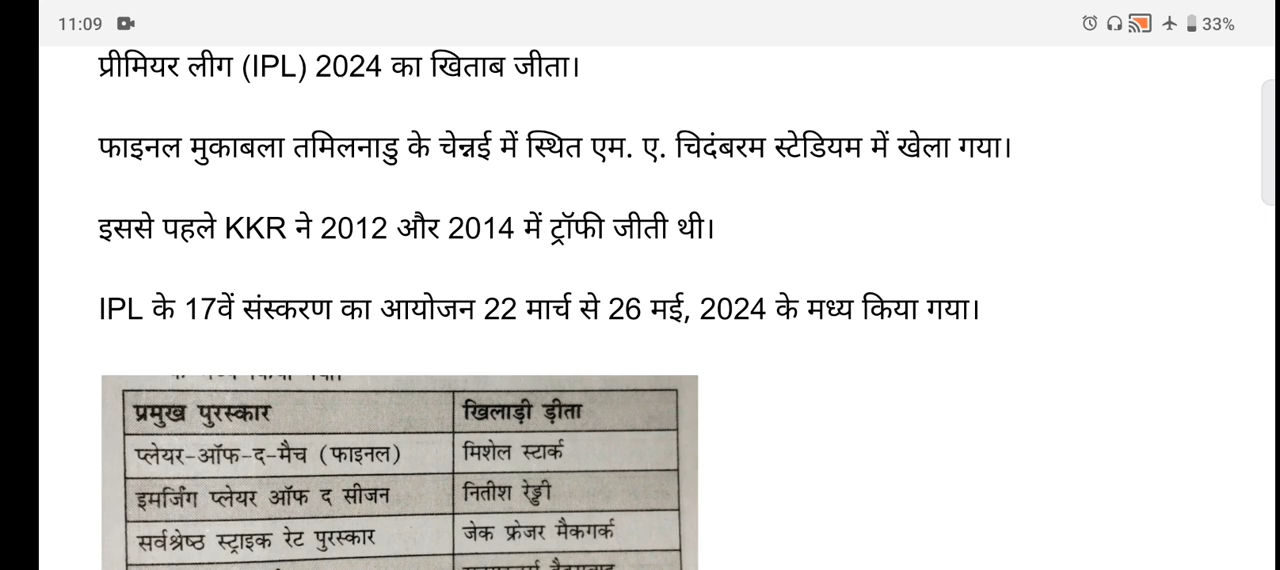 11:09
33%
प्रीमियर लीग (IPL) 2024 का खिताब जीता।
फाइनल मुकाबला तमिलनाडु के चेन्नई में स्थित एम. ए. चिदंबरम स्टेडियम में खेला गया।
इससे पहले KKR ने 2012 और 2014 में ट्रॉफी जीती थी।
IPL के 17वें संस्करण का आयोजन 22 मार्च से 26 मई, 2024 के मध्य किया गया।
प्रमुख पुरस्कार खिलाड़ी ड़ीता
प्लेयर-ऑफ-द-मैच (फाइनल) मिशेल स्टार्क
इमर्जिंग प्लेयर ऑफ द सीजन नितीश रेड्डी
सर्वश्रेष्ठ स्ट्राइक रेट पुरस्कार जेक फ्रेजर मैकगर्क